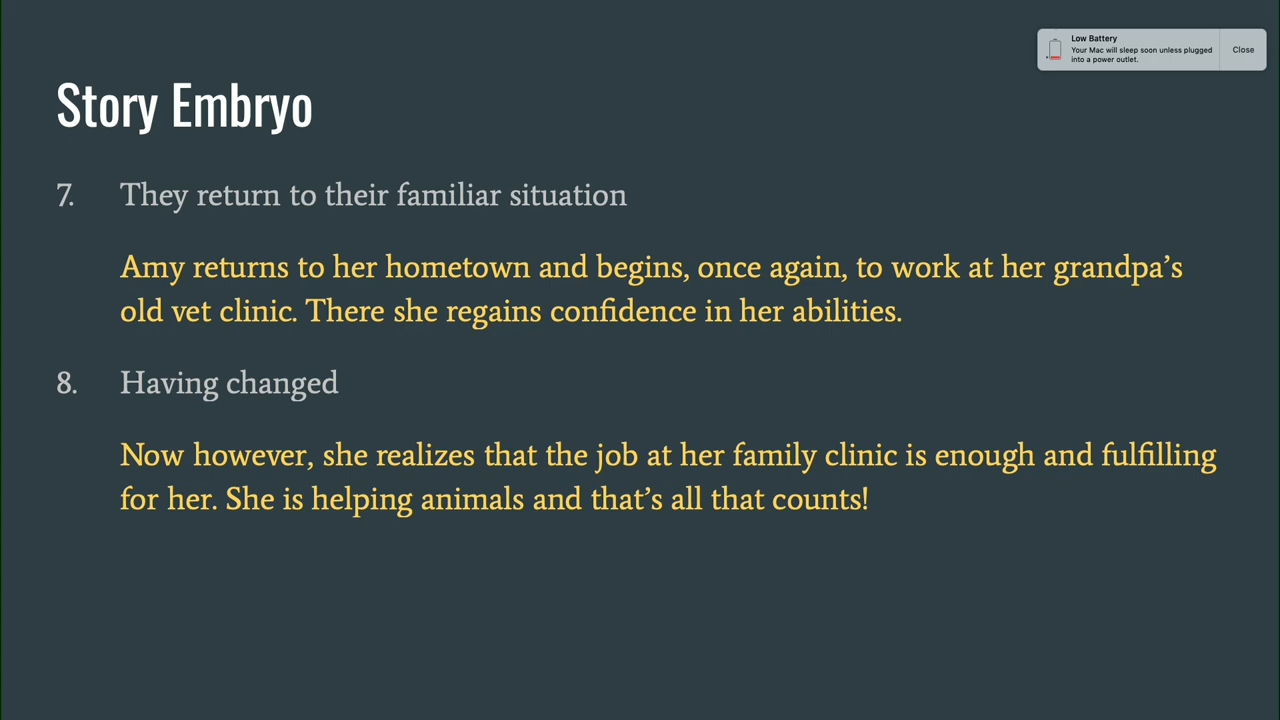 Low Battery
Your Mac will sleep soon unless plugged
into a power outlet.
Close
Story Embryo
7. They return to their familiar situation
Amy returns to her hometown and begins, once again, to work at her grandpa's
old vet clinic. There she regains confidence in her abilities.
8. Having changed
Now however, she realizes that the job at her family clinic is enough and fulfilling
for her. She is helping animals and that's all that counts!